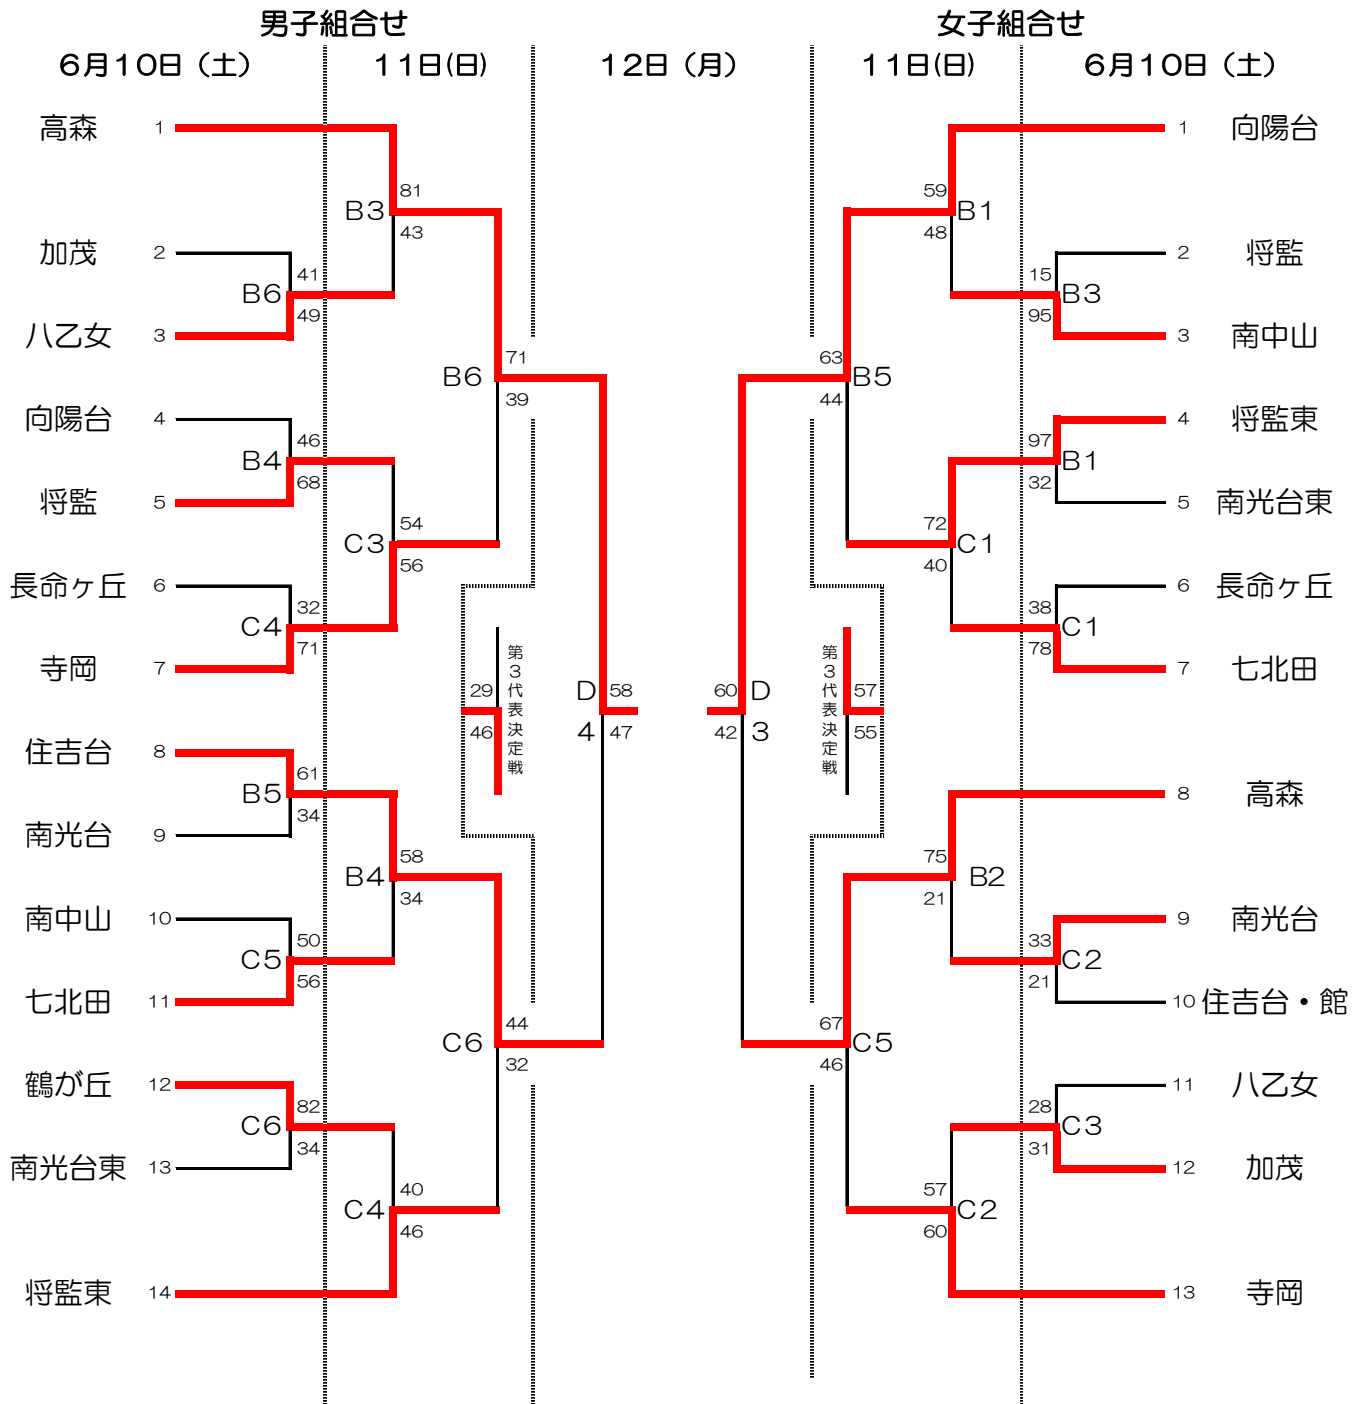 男子組合せ 女子組合せ
6月10日（土） 11日(日) 12日（月） 11日(日) 6月10日（土）
高森 1 1 向陽台
81 59
B3 B1
43 48
加茂 2 2 将監
41 15
B6 B3
49 95
八乙女 3 3 南中山
71 63
B6 B5
39 44
向陽台 4 4 将監東
46 97
B4 B1
68 32
将監 5 5 南光台東
54 72
C3 C1
56 40
長命ヶ丘 6 6 長命ヶ丘
32 38
C4 C1
71 78
寺岡 7 7 七北田
第3代表決定戦 第3代表決定戦
29 D 58 60 D 57
46 4 47 42 3 55
住吉台 8 8 高森
61
B5
34
南光台 9
58 75
B4 B2
34 21
南中山 10 9 南光台
50 33
C5 C2
56 21
七北田 11 10 住吉台・館
44 67
C6 C5
32 46
鶴が丘 12 11 八乙女
82 28
C6 C3
34 31
南光台東 13 12 加茂
40 57
C4 C2
46 60
将監東 14 13 寺岡